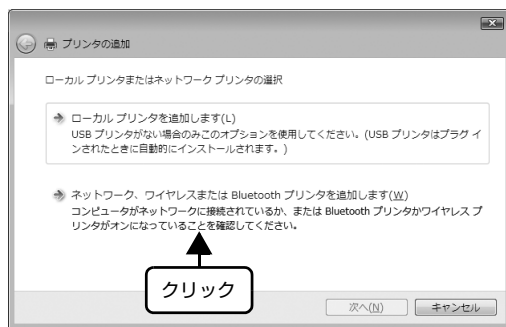 プリンタの追加
ローカル プリンタまたはネットワーク プリンタの選択
ローカル プリンタを追加します(L)
USB プリンタがない場合のみこのオプションを使用してください。(USB プリンタはプラグ イ
ンされたときに自動的にインストールされます。)
ネットワーク、ワイヤレスまたは Bluetooth プリンタを追加します(W)
コンピュータがネットワークに接続されているか、または Bluetooth プリンタかワイヤレス プ
リンタがオンになっていることを確認してください。
クリック
次へ(N)
キャンセル